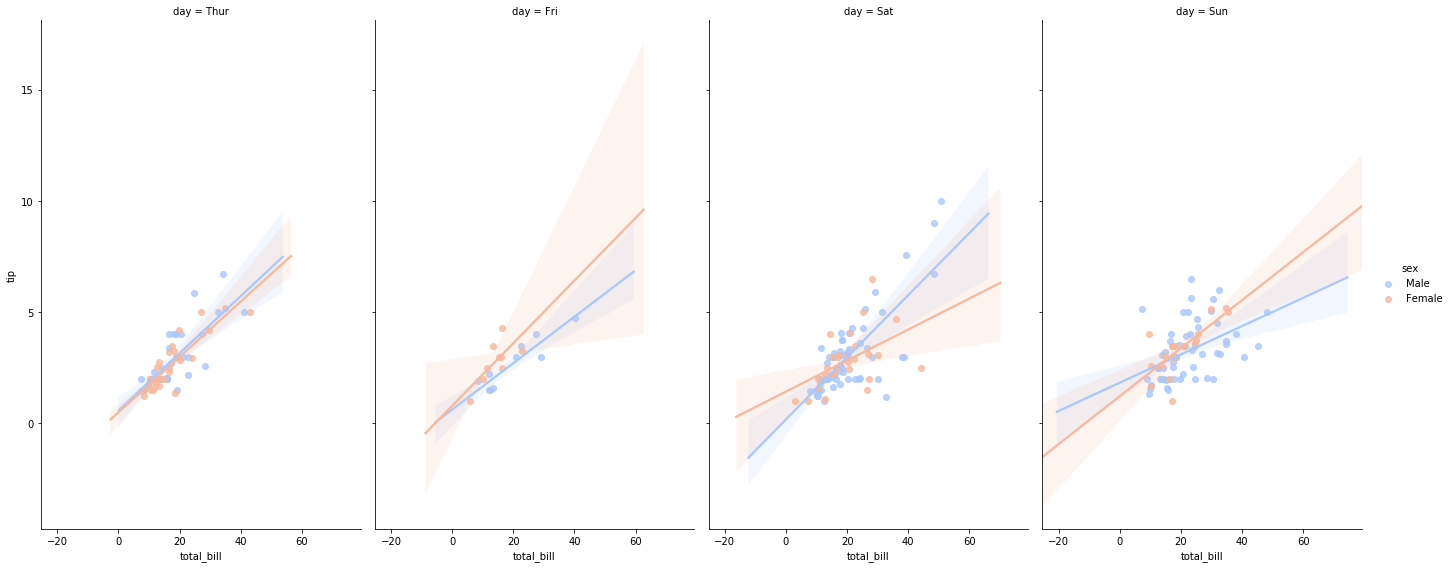 day = Thur
day = Fri
day = Sat
day = Sun
tip
15
10
5
0
−20 0 20 40 60
−20 0 20 40 60
−20 0 20 40 60
−20 0 20 40 60
total_bill
total_bill
total_bill
total_bill
sex
Male
Female